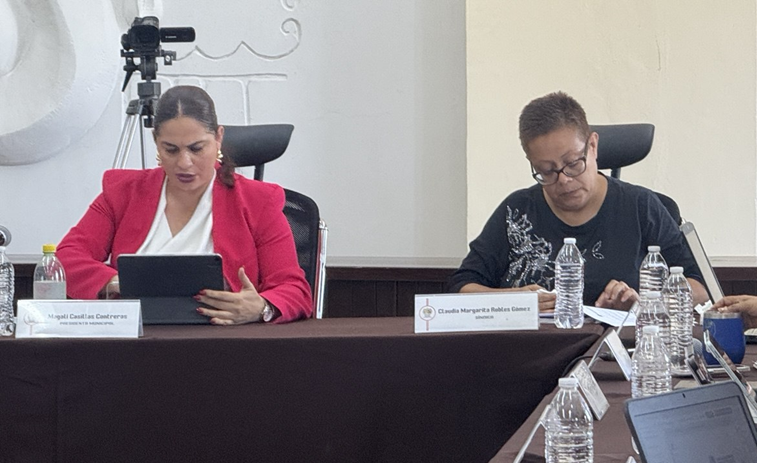 Magali Casillas Contreras
PRESIDENTA MUNICIPAL
Claudia Margarita Robles Gómez
SÍNDICA